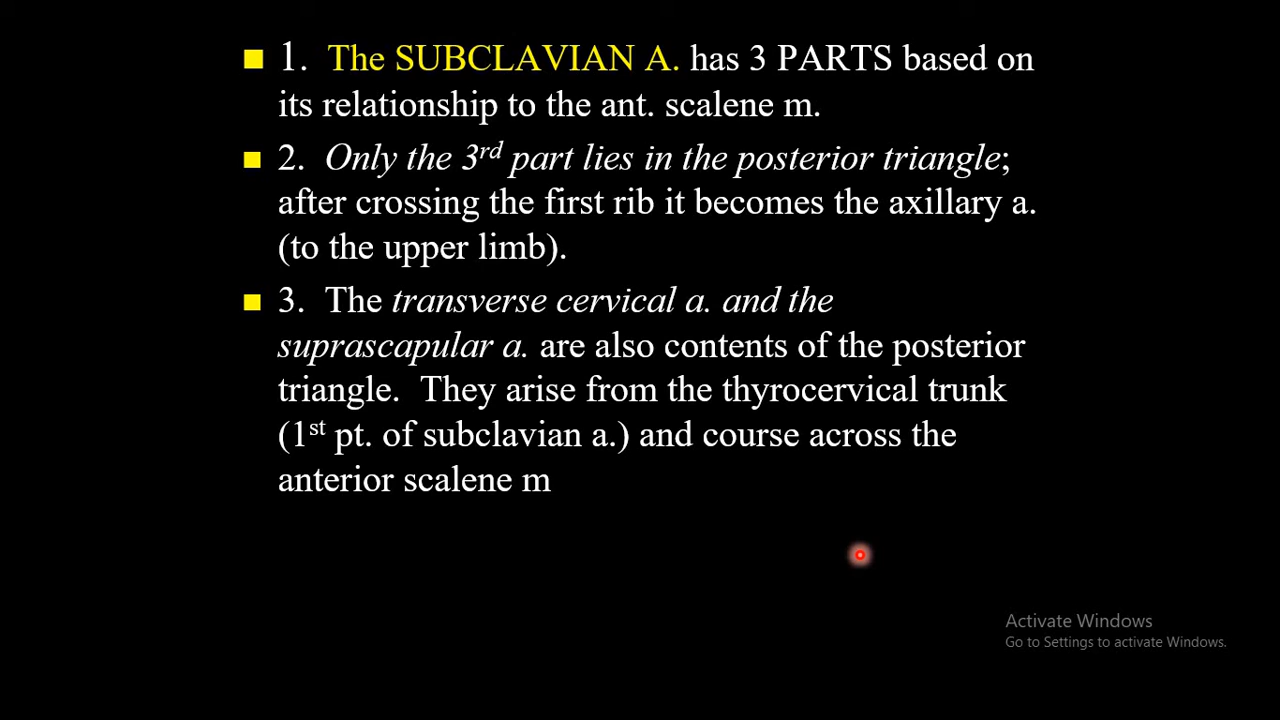 1. The SUBCLAVIAN A. has 3 PARTS based on
its relationship to the ant. scalene m.
2. Only the 3rd part lies in the posterior triangle;
after crossing the first rib it becomes the axillary a.
(to the upper limb).
3. The transverse cervical a. and the
suprascapular a. are also contents of the posterior
triangle. They arise from the thyrocervical trunk
(1st pt. of subclavian a.) and course across the
anterior scalene m
Activate Windows
Go to Settings to activate Windows.